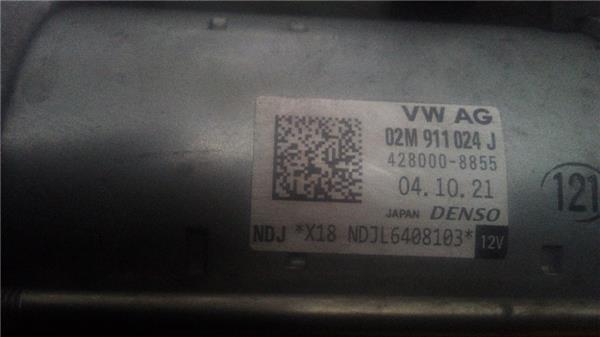 VW AG
02M 911 024 J
428000-8855
04.10.21
JAPAN DENSO
NDJ *X18 NDJL6408103* 12V
121